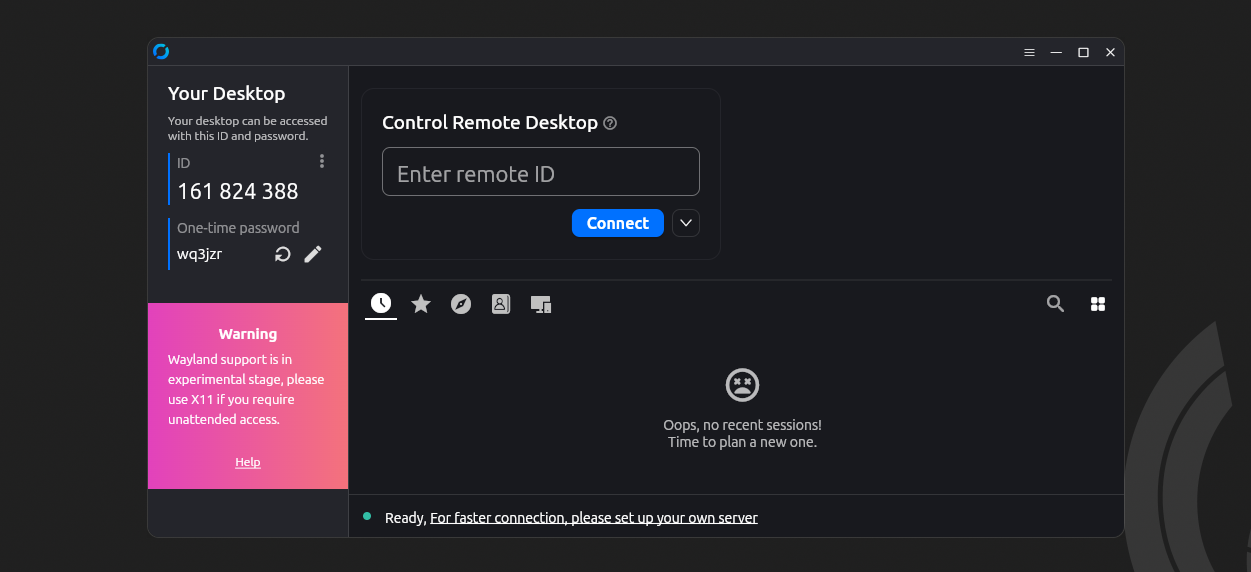 Your Desktop
Your desktop can be accessed
with this ID and password.
ID
161 824 388
One-time password
wq3jzr
Warning
Wayland support is in
experimental stage, please
use X11 if you require
unattended access.
Help
Control Remote Desktop
Enter remote ID
Connect
Oops, no recent sessions!
Time to plan a new one.
Ready, For faster connection, please set up your own server